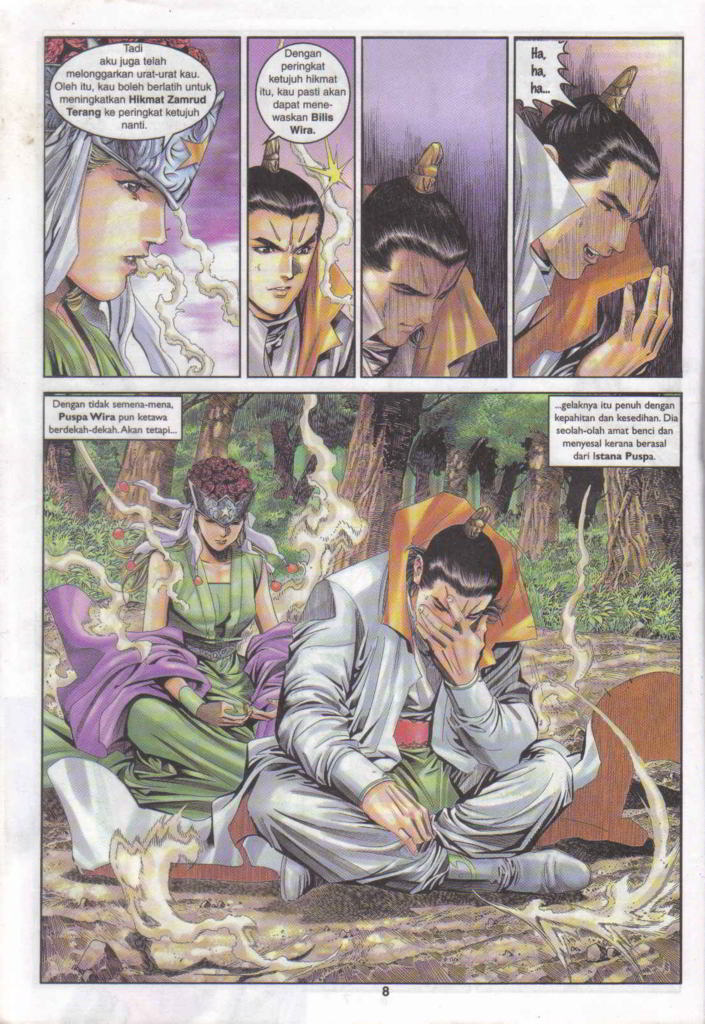 Tadi
aku juga telah
melonggarkan urat-urat kau.
Oleh itu, kau boleh berlatih untuk
meningkatkan Hikmat Zamrud
Terang ke peringkat ketujuh
nanti.
Dengan
peringkat
ketujuh hikmat
itu, kau pasti akan
dapat mene-
waskan Bilis
Wira.
Ha,
ha,
ha...
Dengan tidak semena-mena,
Puspa Wira pun ketawa
berdekah-dekah. Akan tetapi...
...gelaknya itu penuh dengan
kepahitan dan kesedihan. Dia
seolah-olah amat benci dan
menyesal kerana berasal
dari Istana Puspa.
8